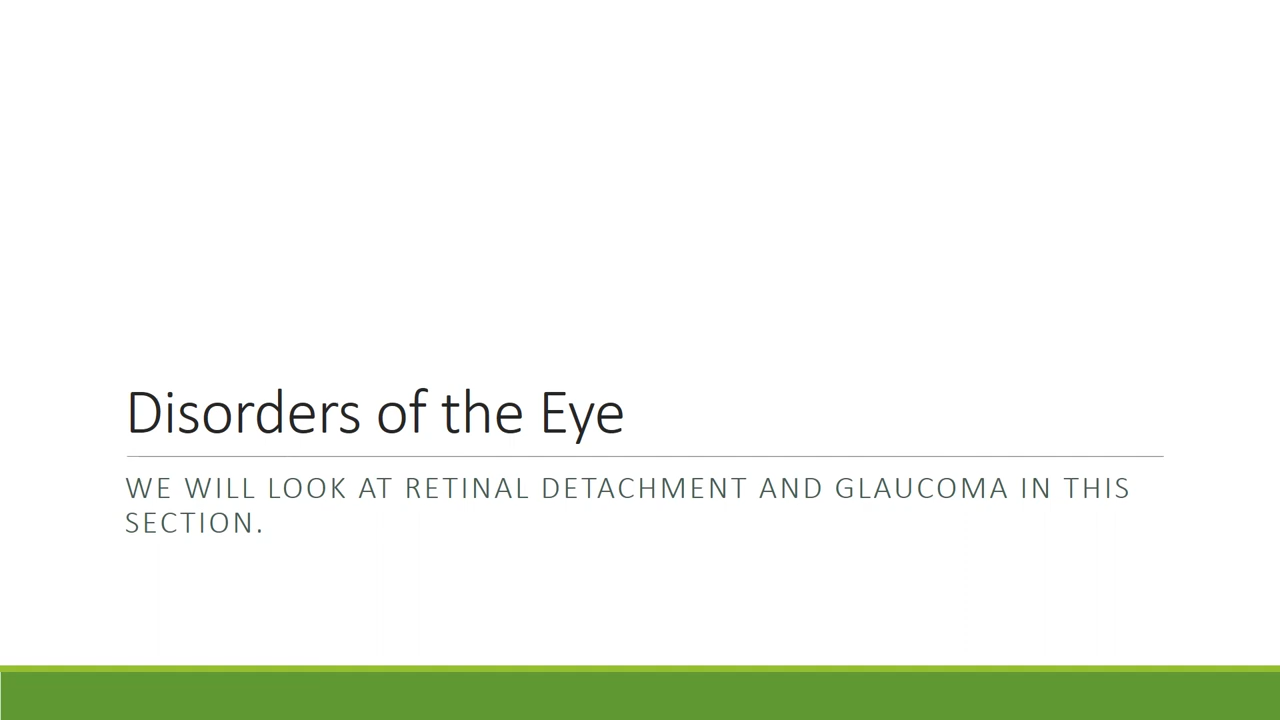 Disorders of the Eye
WE WILL LOOK AT RETINAL DETACHMENT AND GLAUCOMA IN THIS
SECTION.